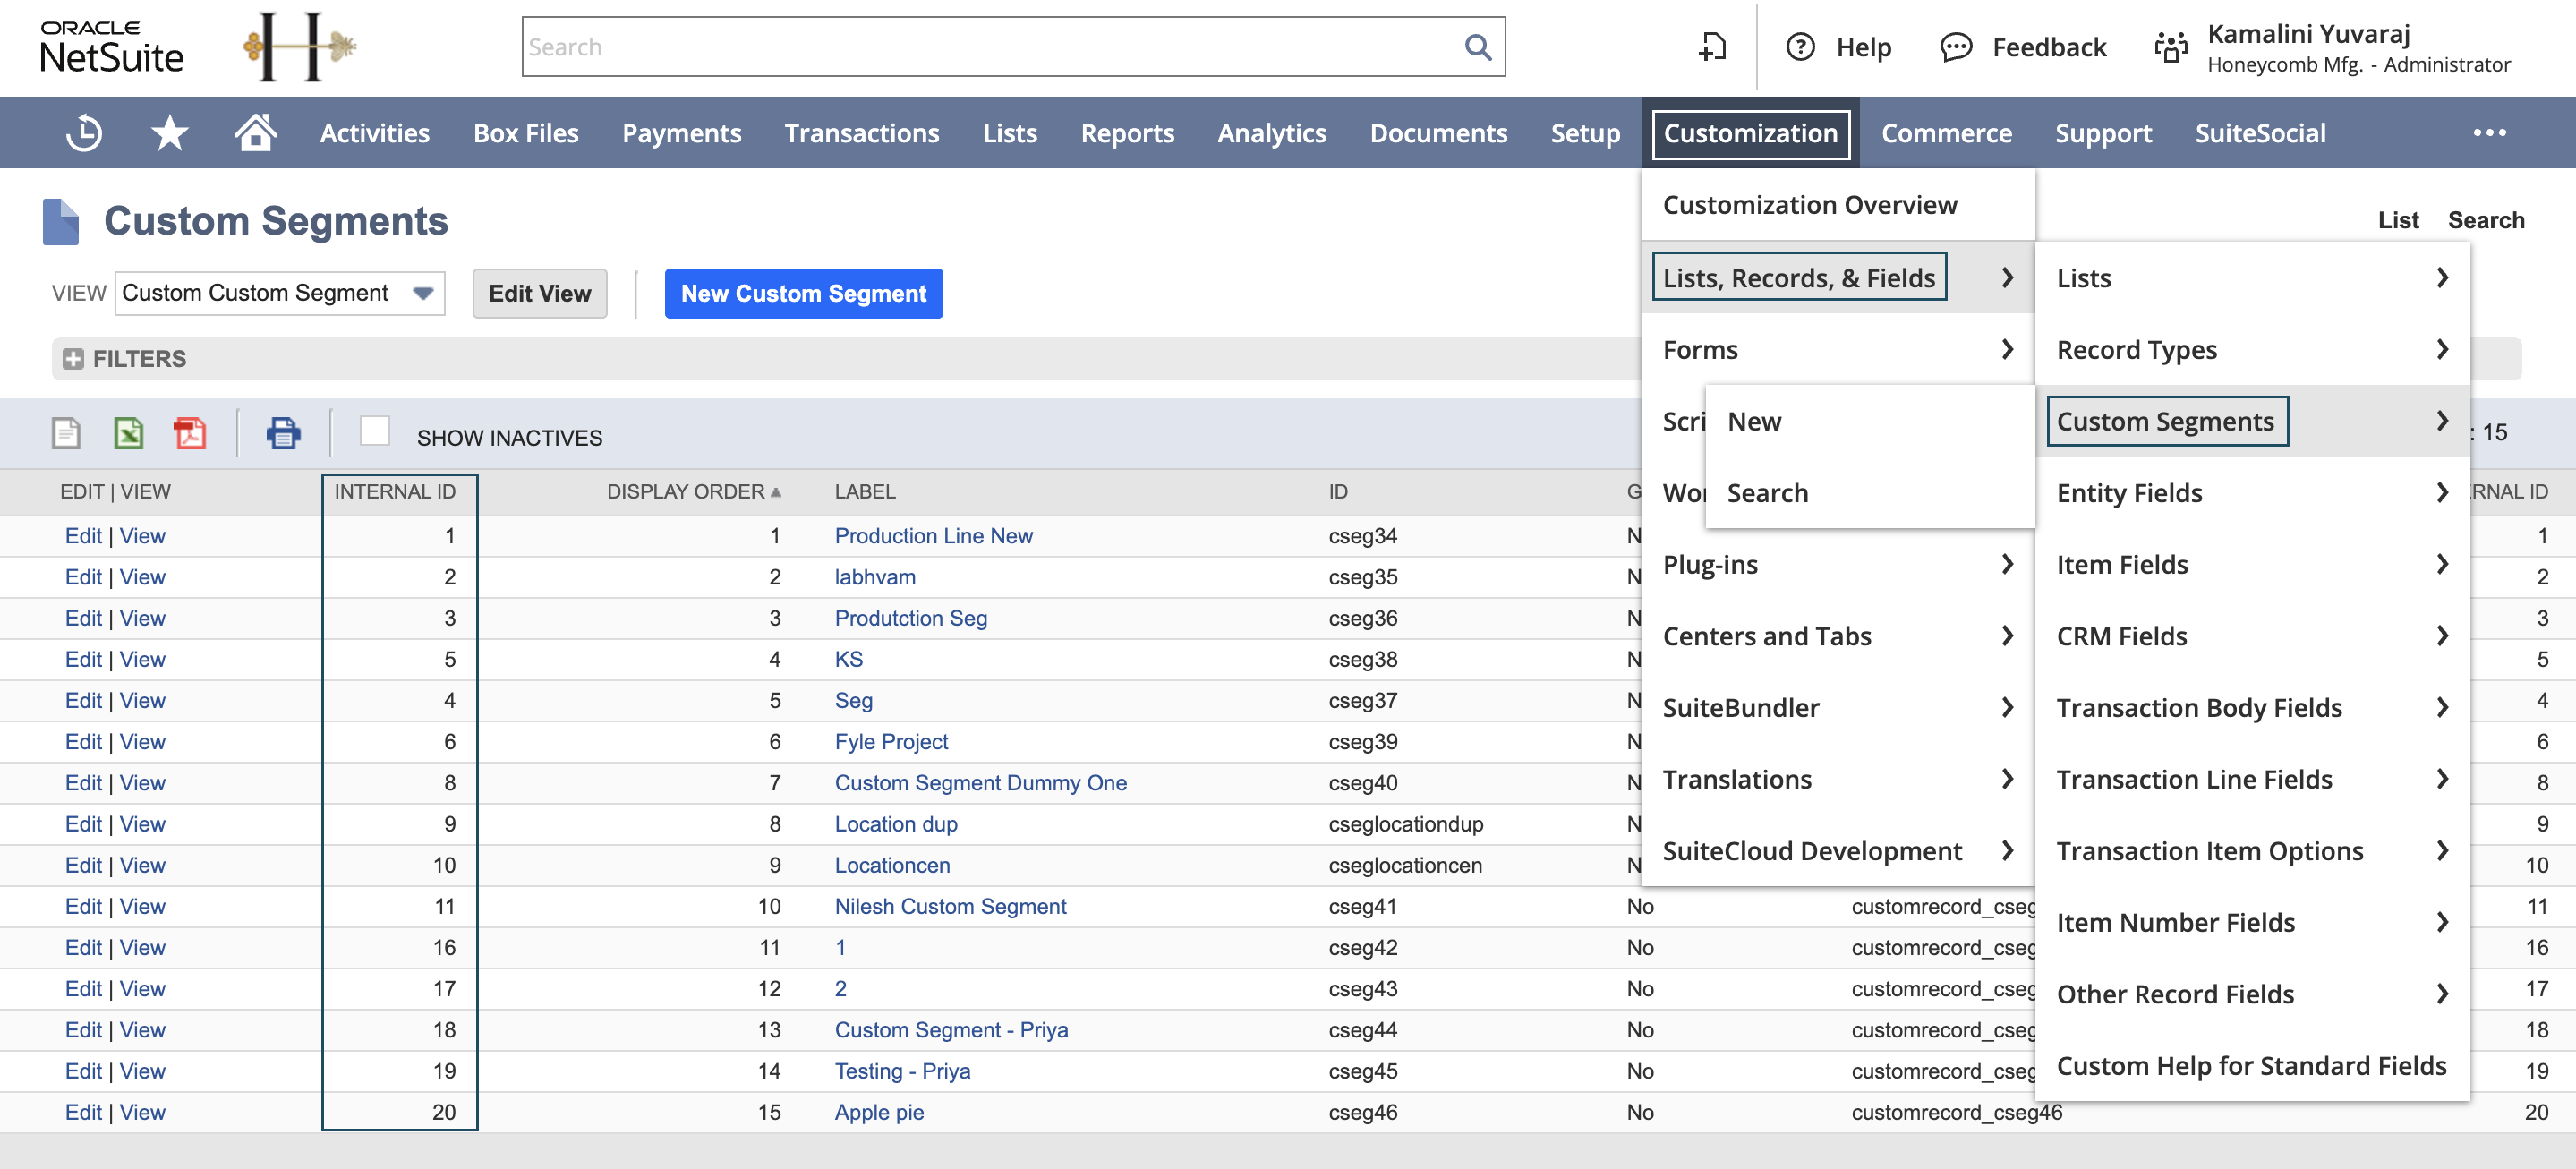 ORACLE
NetSuite
H
Search
Help
Feedback
Kamalini Yuvaraj
Honeycomb Mfg. - Administrator
Activities Box Files Payments Transactions Lists Reports Analytics Documents Setup Customization Commerce Support SuiteSocial
Custom Segments
List Search
VIEW Custom Custom Segment Edit View New Custom Segment
FILTERS
SHOW INACTIVES
: 15
EDIT | VIEW INTERNAL ID DISPLAY ORDER LABEL ID
Edit | View 1 1 Production Line New cseg34 N 1
Edit | View 2 2 labhvam cseg35 N 2
Edit | View 3 3 Produtction Seg cseg36 N 3
Edit | View 5 4 KS cseg38 N 5
Edit | View 4 5 Seg cseg37 N 4
Edit | View 6 6 Fyle Project cseg39 N 6
Edit | View 8 7 Custom Segment Dummy One cseg40 N 8
Edit | View 9 8 Location dup cseglocationdup N 9
Edit | View 10 9 Locationcen cseglocationcen N 10
Edit | View 11 10 Nilesh Custom Segment cseg41 No customrecord_cseg 11
Edit | View 16 11 1 cseg42 No customrecord_cseg 16
Edit | View 17 12 2 cseg43 No customrecord_cseg 17
Edit | View 18 13 Custom Segment - Priya cseg44 No customrecord_cseg 18
Edit | View 19 14 Testing - Priya cseg45 No customrecord_cseg 19
Edit | View 20 15 Apple pie cseg46 No customrecord_cseg46 20
Customization Overview
Lists, Records, & Fields
Forms
Scri
Wor
Plug-ins
Centers and Tabs
SuiteBundler
Translations
SuiteCloud Development
New
Search
Lists
Record Types
Custom Segments
Entity Fields
Item Fields
CRM Fields
Transaction Body Fields
Transaction Line Fields
Transaction Item Options
Item Number Fields
Other Record Fields
Custom Help for Standard Fields